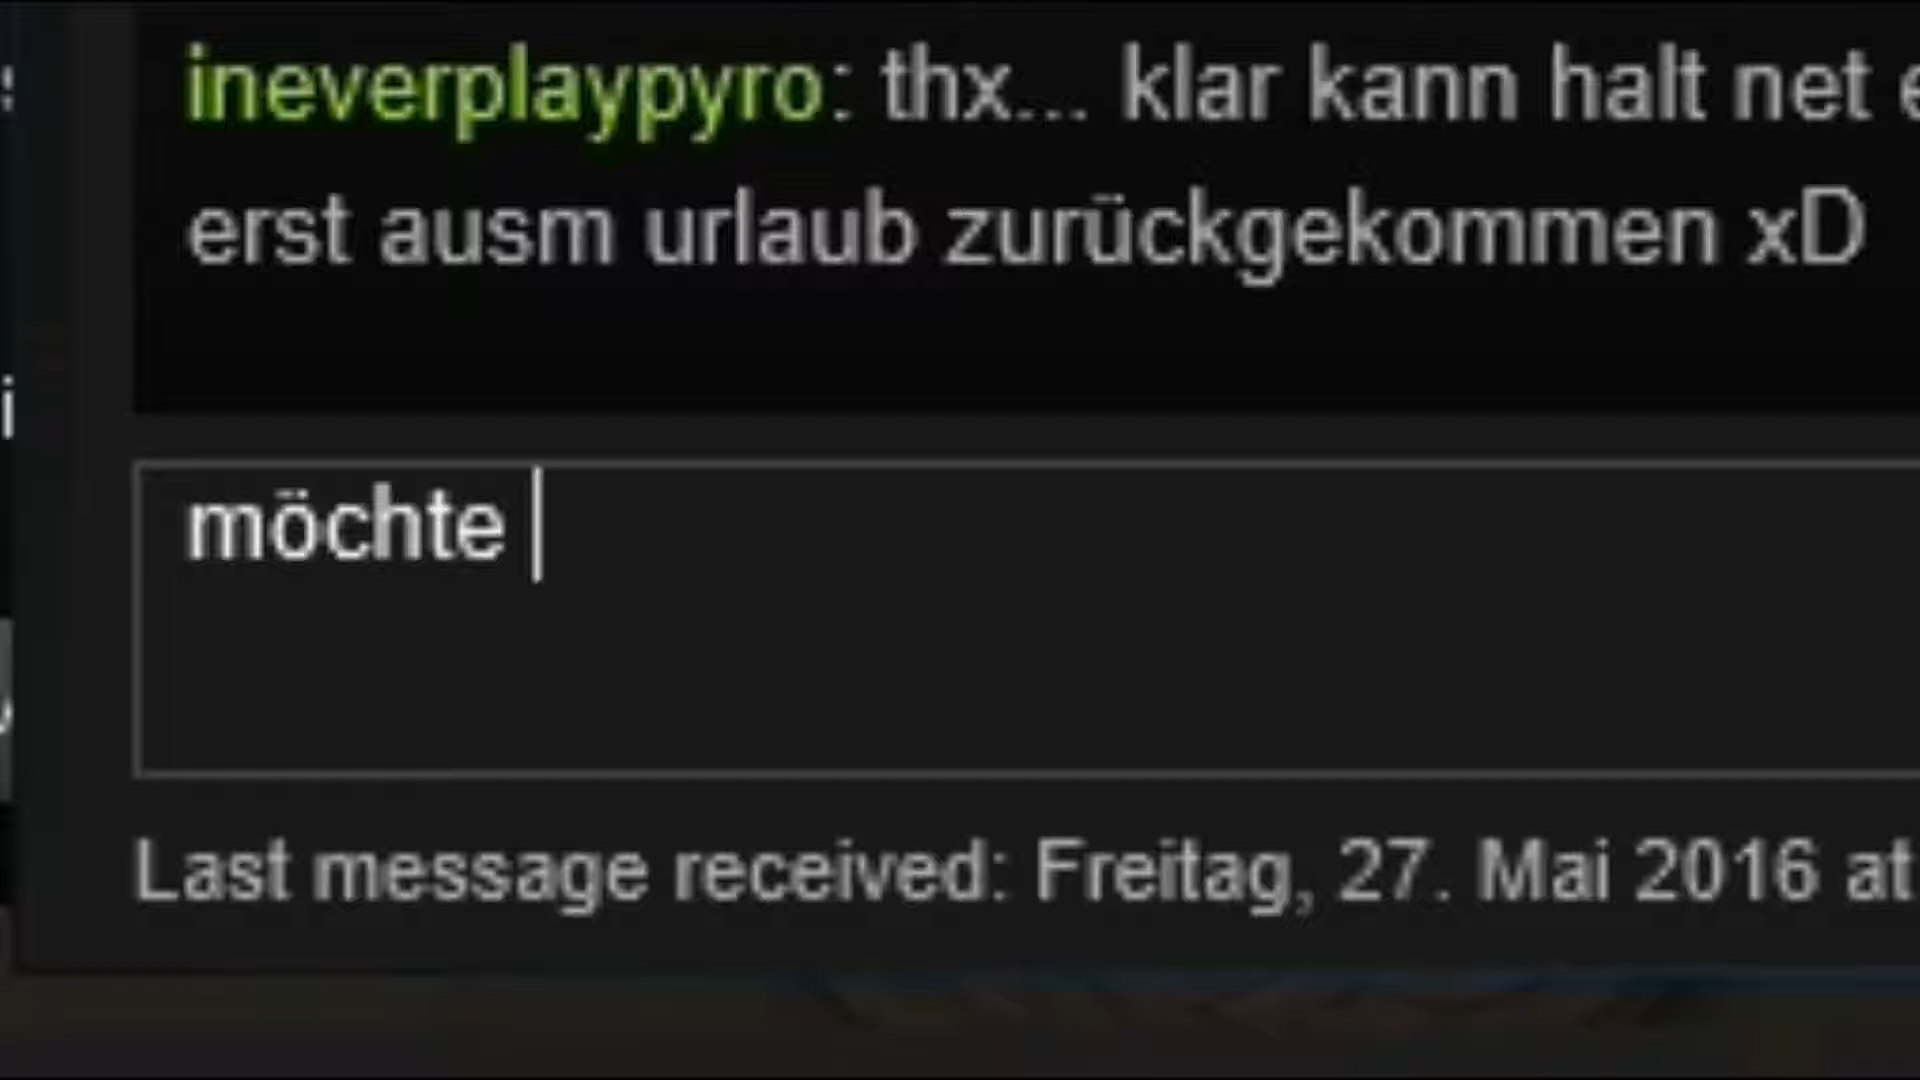 ineverplaypyro: thx... klar kann halt net
erst ausm urlaub zurückgekommen xD
möchte
Last message received: Freitag, 27. Mai 2016 at